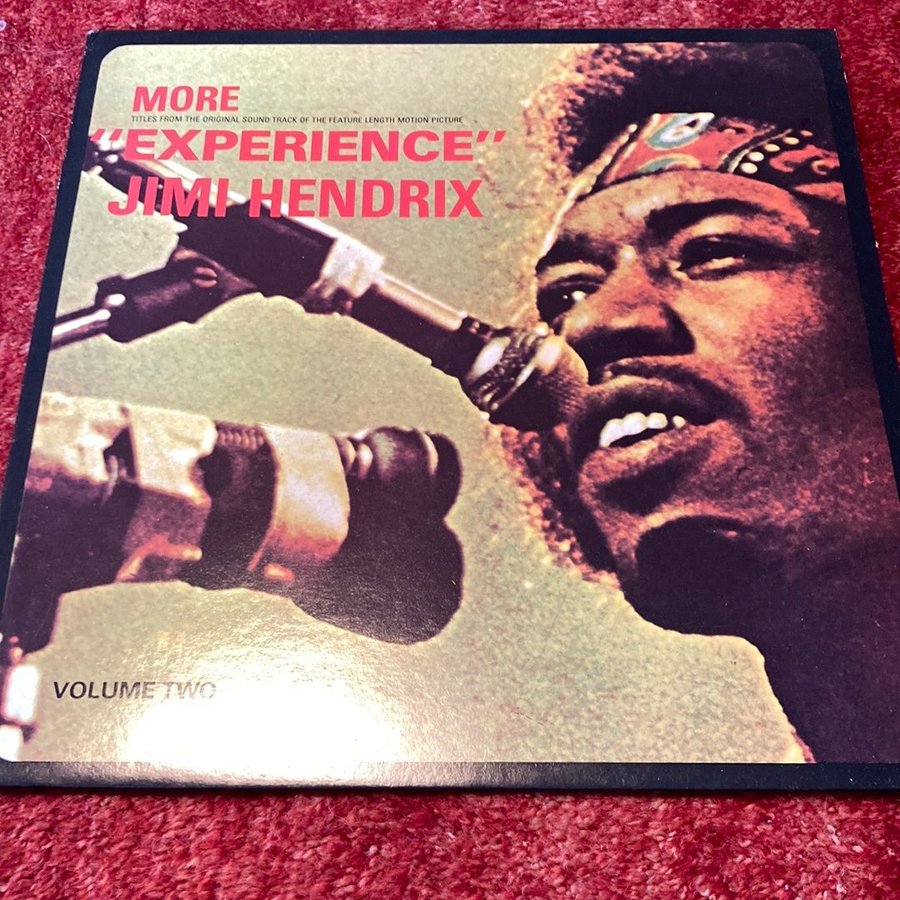 MORE
TITLES FROM THE ORIGINAL SOUND TRACK OF THE FEATURE LENGTH MOTION PICTURE
"EXPERIENCE"
JIMI HENDRIX
VOLUME TWO